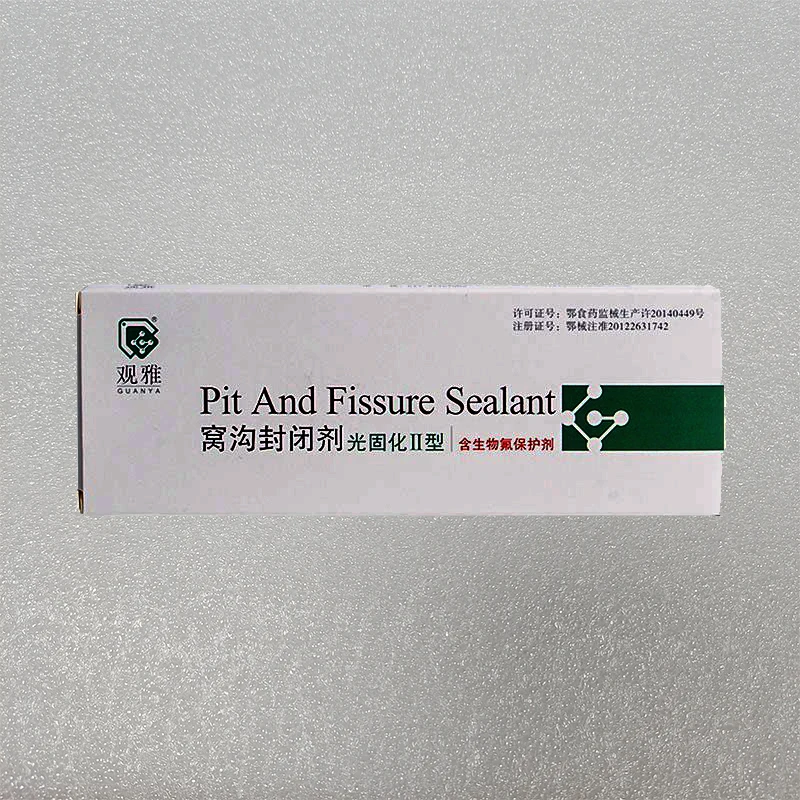 许可证号：鄂食药监械生产许20140449号
注册证号：鄂械注准20122631742
®
观雅
GUANYA
Pit And Fissure Sealant
窝沟封闭剂 光固化II型 含生物氟保护剂